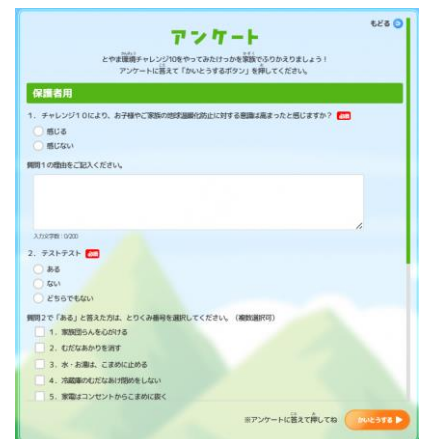 もどる
アンケート
とやま環境チャレンジ10をやってみたけっかを家族でふりかえりましょう！
アンケートに答えて「かいとうするボタン」を押してください。
保護者用
1. チャレンジ10により、お子様やご家族の地球温暖化防止に対する意識は高まったと感じますか？ 必須
感じる
感じない
質問1の理由をご記入ください。
入力文字数：0/200
2. テストテスト 必須
ある
ない
どちらでもない
質問2で「ある」と答えた方は、とりくみ番号を選択してください。（複数選択可）
1. 家族団らんを心がける
2. むだなあかりを消す
3. 水・お湯は、こまめに止める
4. 冷蔵庫のむだなあけ閉めをしない
5. 家電はコンセントからこまめに抜く
※アンケートに答えて押してね
かいとうする